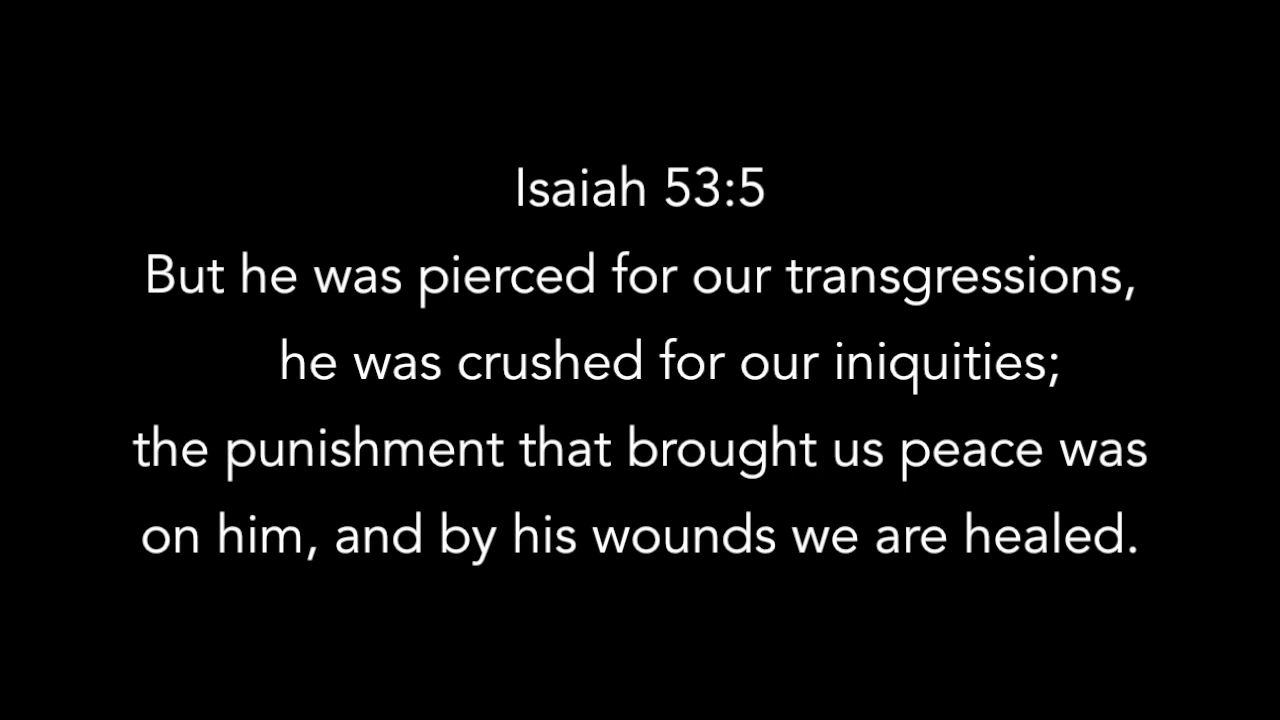 Isaiah 53:5
But he was pierced for our transgressions,
he was crushed for our iniquities;
the punishment that brought us peace was
on him, and by his wounds we are healed.